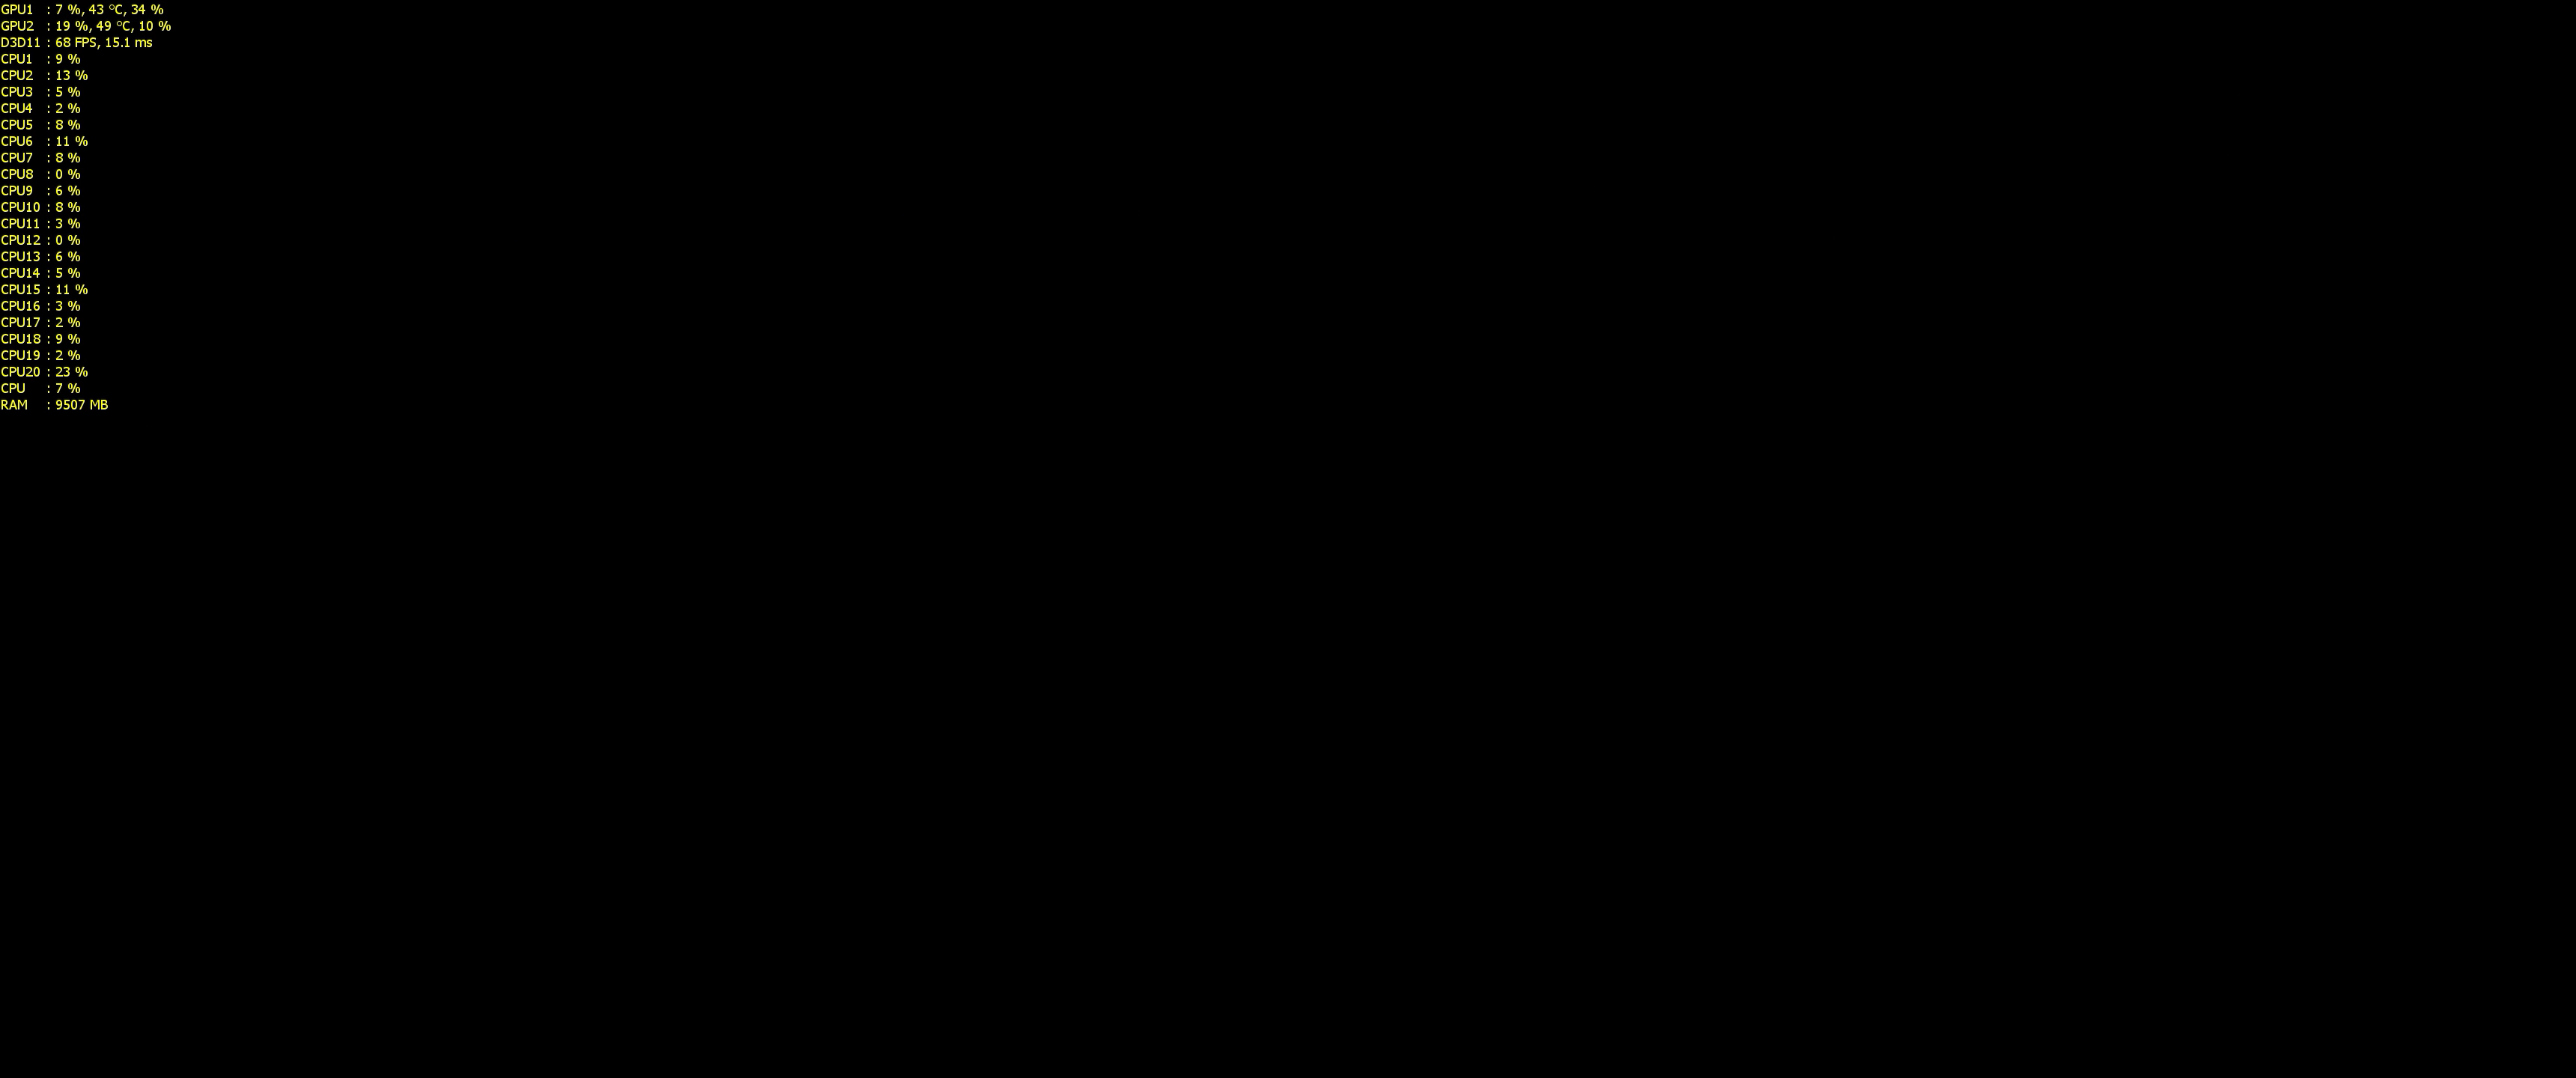 GPU1 : 7 %, 43 °C, 34 %
GPU2 : 19 %, 49 °C, 10 %
D3D11 : 68 FPS, 15.1 ms
CPU1 : 9 %
CPU2 : 13 %
CPU3 : 5 %
CPU4 : 2 %
CPU5 : 8 %
CPU6 : 11 %
CPU7 : 8 %
CPU8 : 0 %
CPU9 : 6 %
CPU10 : 8 %
CPU11 : 3 %
CPU12 : 0 %
CPU13 : 6 %
CPU14 : 5 %
CPU15 : 11 %
CPU16 : 3 %
CPU17 : 2 %
CPU18 : 9 %
CPU19 : 2 %
CPU20 : 23 %
CPU : 7 %
RAM : 9507 MB